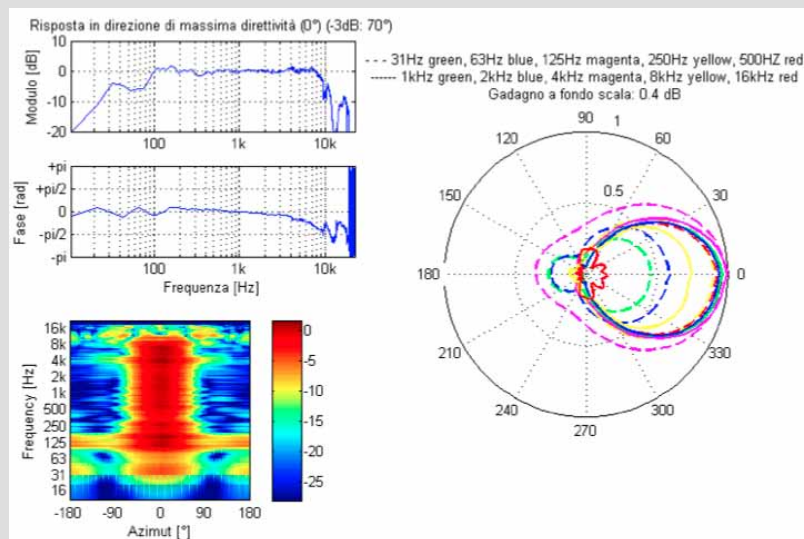 Risposta in direzione di massima direttività (0°) (-3dB: 70°)
10
0
-10
-20
Modulo [dB]
100
1k
10k
+pi
+pi/2
0
-pi/2
-pi
Fase [rad]
100
1k
10k
Frequenza [Hz]
- - - 31Hz green, 63Hz blue, 125Hz magenta, 250Hz yellow, 500HZ red
------ 1kHz green, 2kHz blue, 4kHz magenta, 8kHz yellow, 16kHz red
Gadagno a fondo scala: 0.4 dB
90
1
120
60
0.5
150
30
180
0
210
330
240
300
270
16k
8k
4k
2k
1k
500
250
125
63
31
16
Frequency [Hz]
-180
-90
0
90
180
Azimut [°]
0
-5
-10
-15
-20
-25